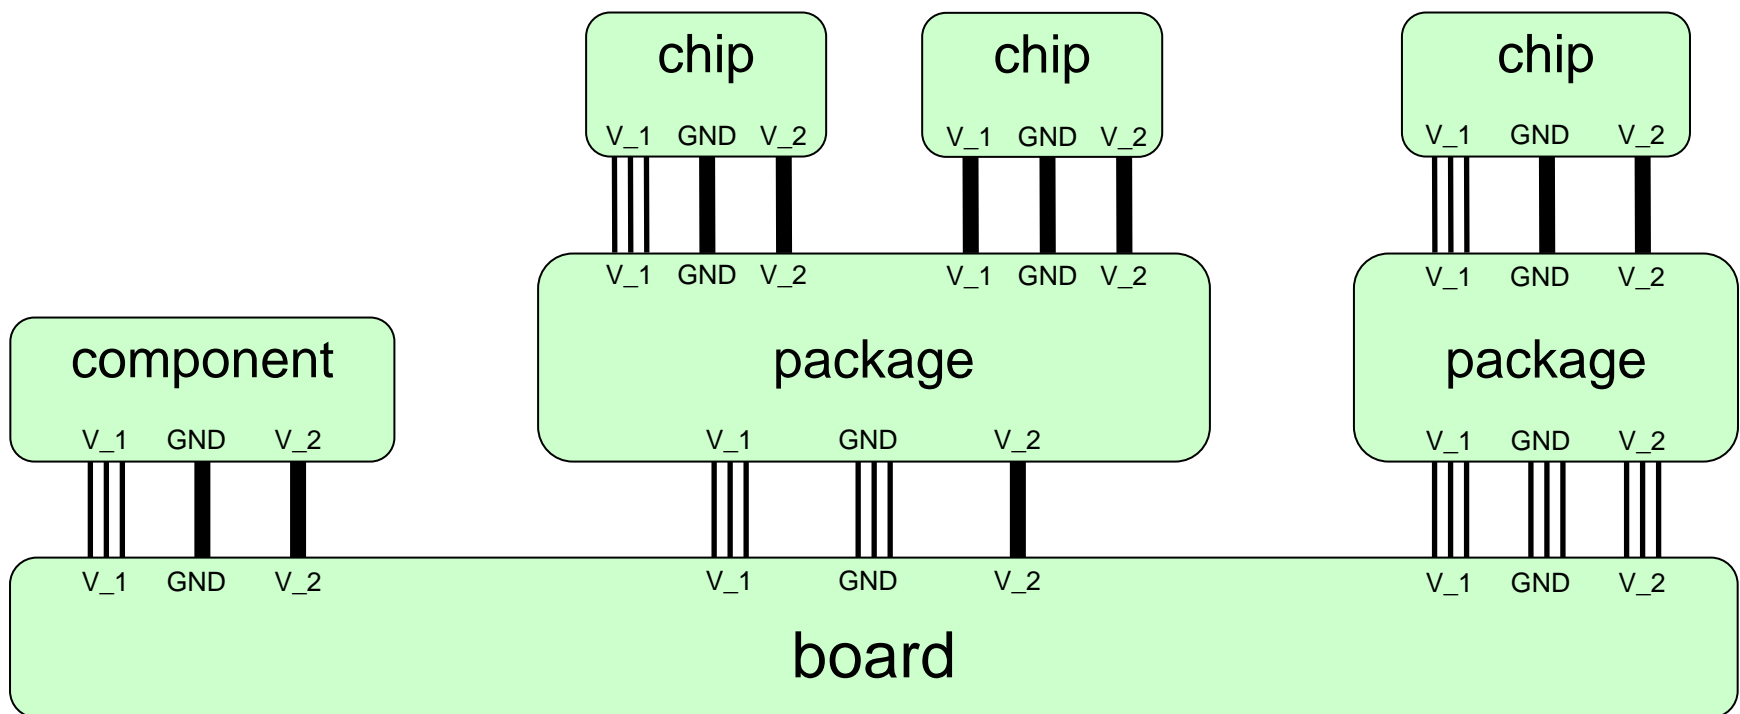 chip chip chip
V_1 GND V_2 V_1 GND V_2 V_1 GND V_2
V_1 GND V_2 V_1 GND V_2 V_1 GND V_2
component package package
V_1 GND V_2 V_1 GND V_2 V_1 GND V_2
V_1 GND V_2 V_1 GND V_2 V_1 GND V_2
board